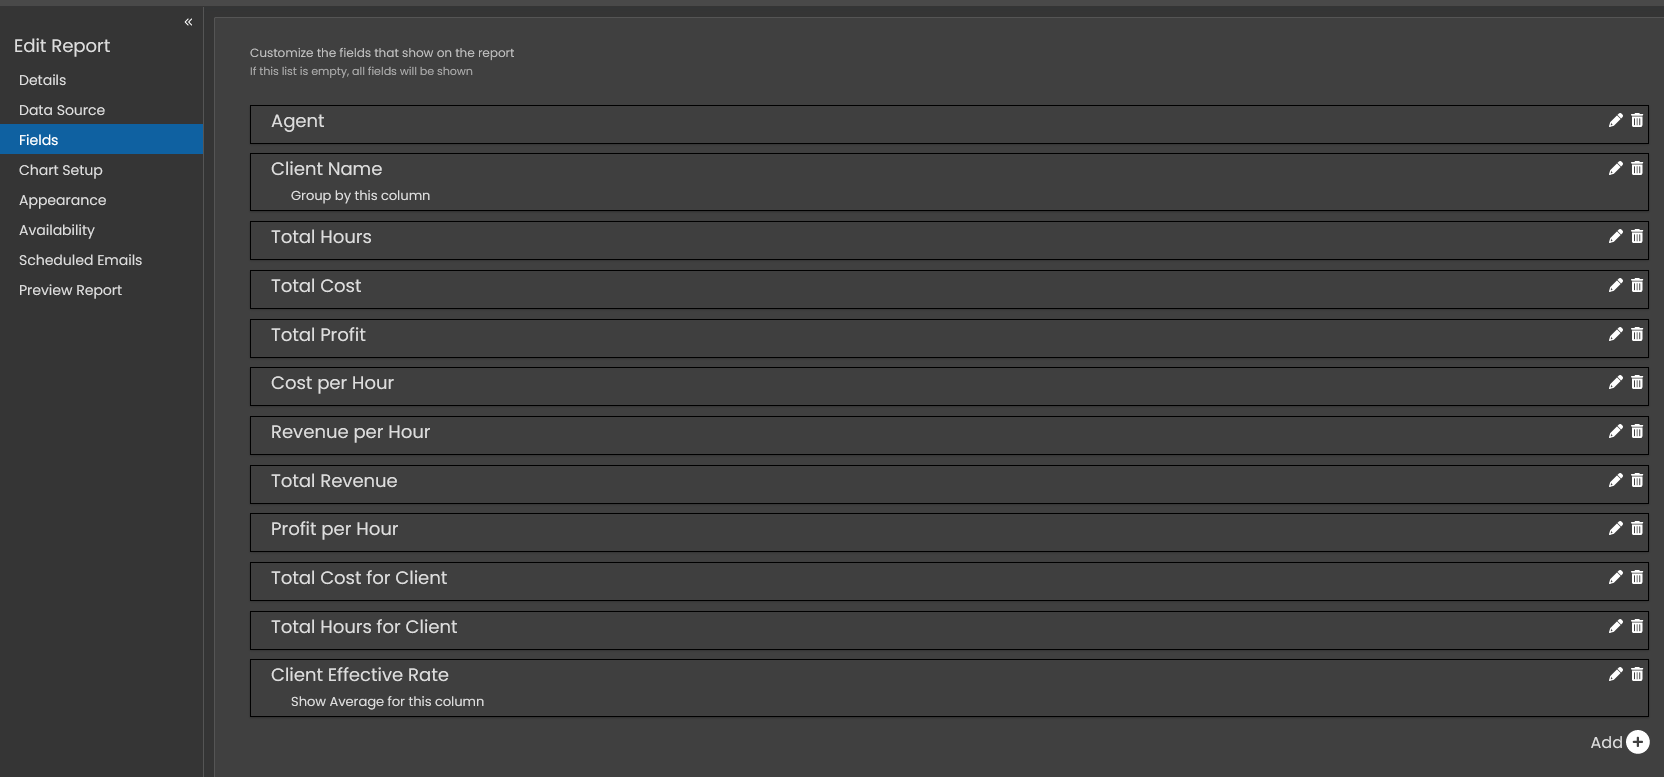 «
Edit Report
Details
Data Source
Fields
Chart Setup
Appearance
Availability
Scheduled Emails
Preview Report
Customize the fields that show on the report
If this list is empty, all fields will be shown
Agent
Client Name
Group by this column
Total Hours
Total Cost
Total Profit
Cost per Hour
Revenue per Hour
Total Revenue
Profit per Hour
Total Cost for Client
Total Hours for Client
Client Effective Rate
Show Average for this column
Add